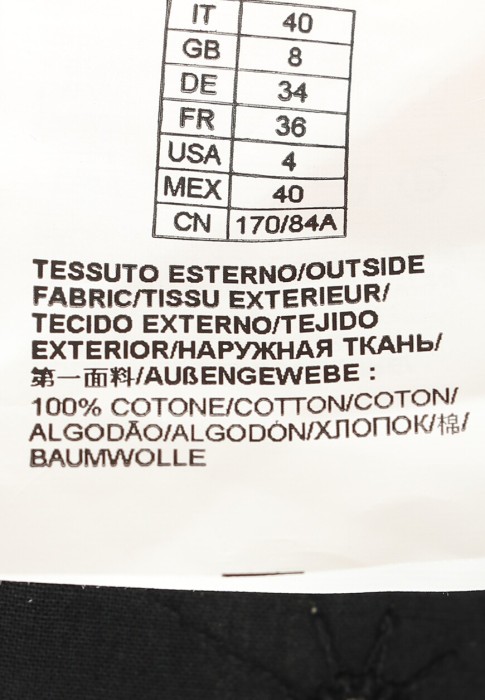 IT 40
GB 8
DE 34
FR 36
USA 4
MEX 40
CN 170/84A
TESSUTO ESTERNO/OUTSIDE
FABRIC/TISSU EXTERIEUR/
TECIDO EXTERNO/TEJIDO
EXTERIOR/НАРУЖНАЯ ТКАНЬ/
第一面料/AUßENGEWEBE :
100% COTONE/COTTON/COTON/
ALGODÃO/ALGODÓN/ХЛОПОК/棉/
BAUMWOLLE